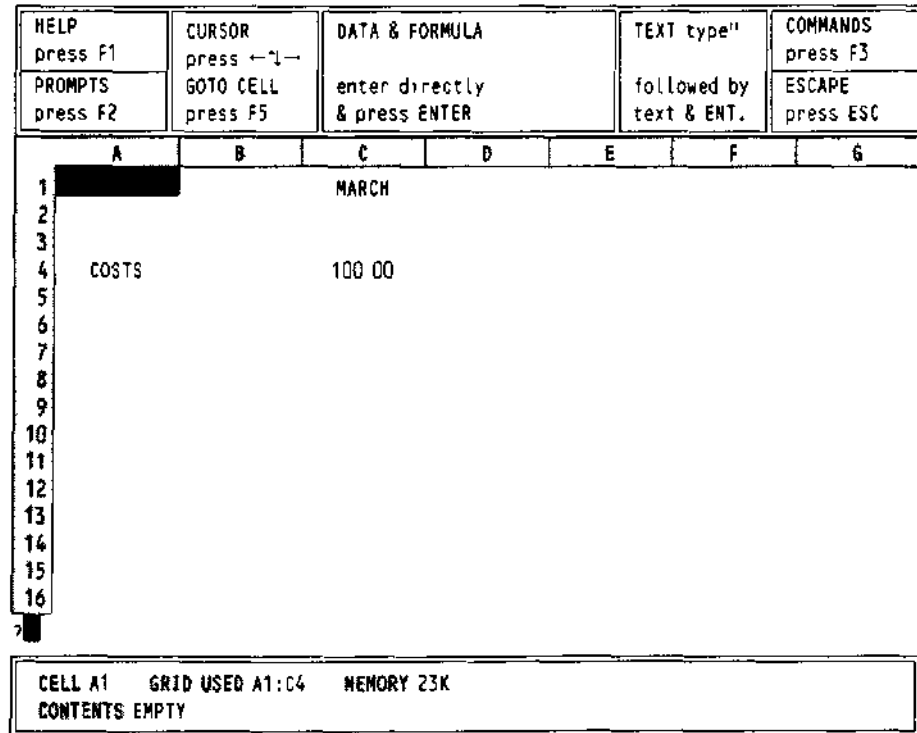 HELP
press F1
CURSOR
press ←↑↓→
DATA & FORMULA
enter directly
& press ENTER
TEXT type"
followed by
text & ENT.
COMMANDS
press F3
PROMPTS
press F2
GOTO CELL
press F5
ESCAPE
press ESC
A B C D E F G
1 MARCH
2
3
4 COSTS 100 00
5
6
7
8
9
10
11
12
13
14
15
16
?
CELL A1 GRID USED A1:C4 MEMORY 23K
CONTENTS EMPTY